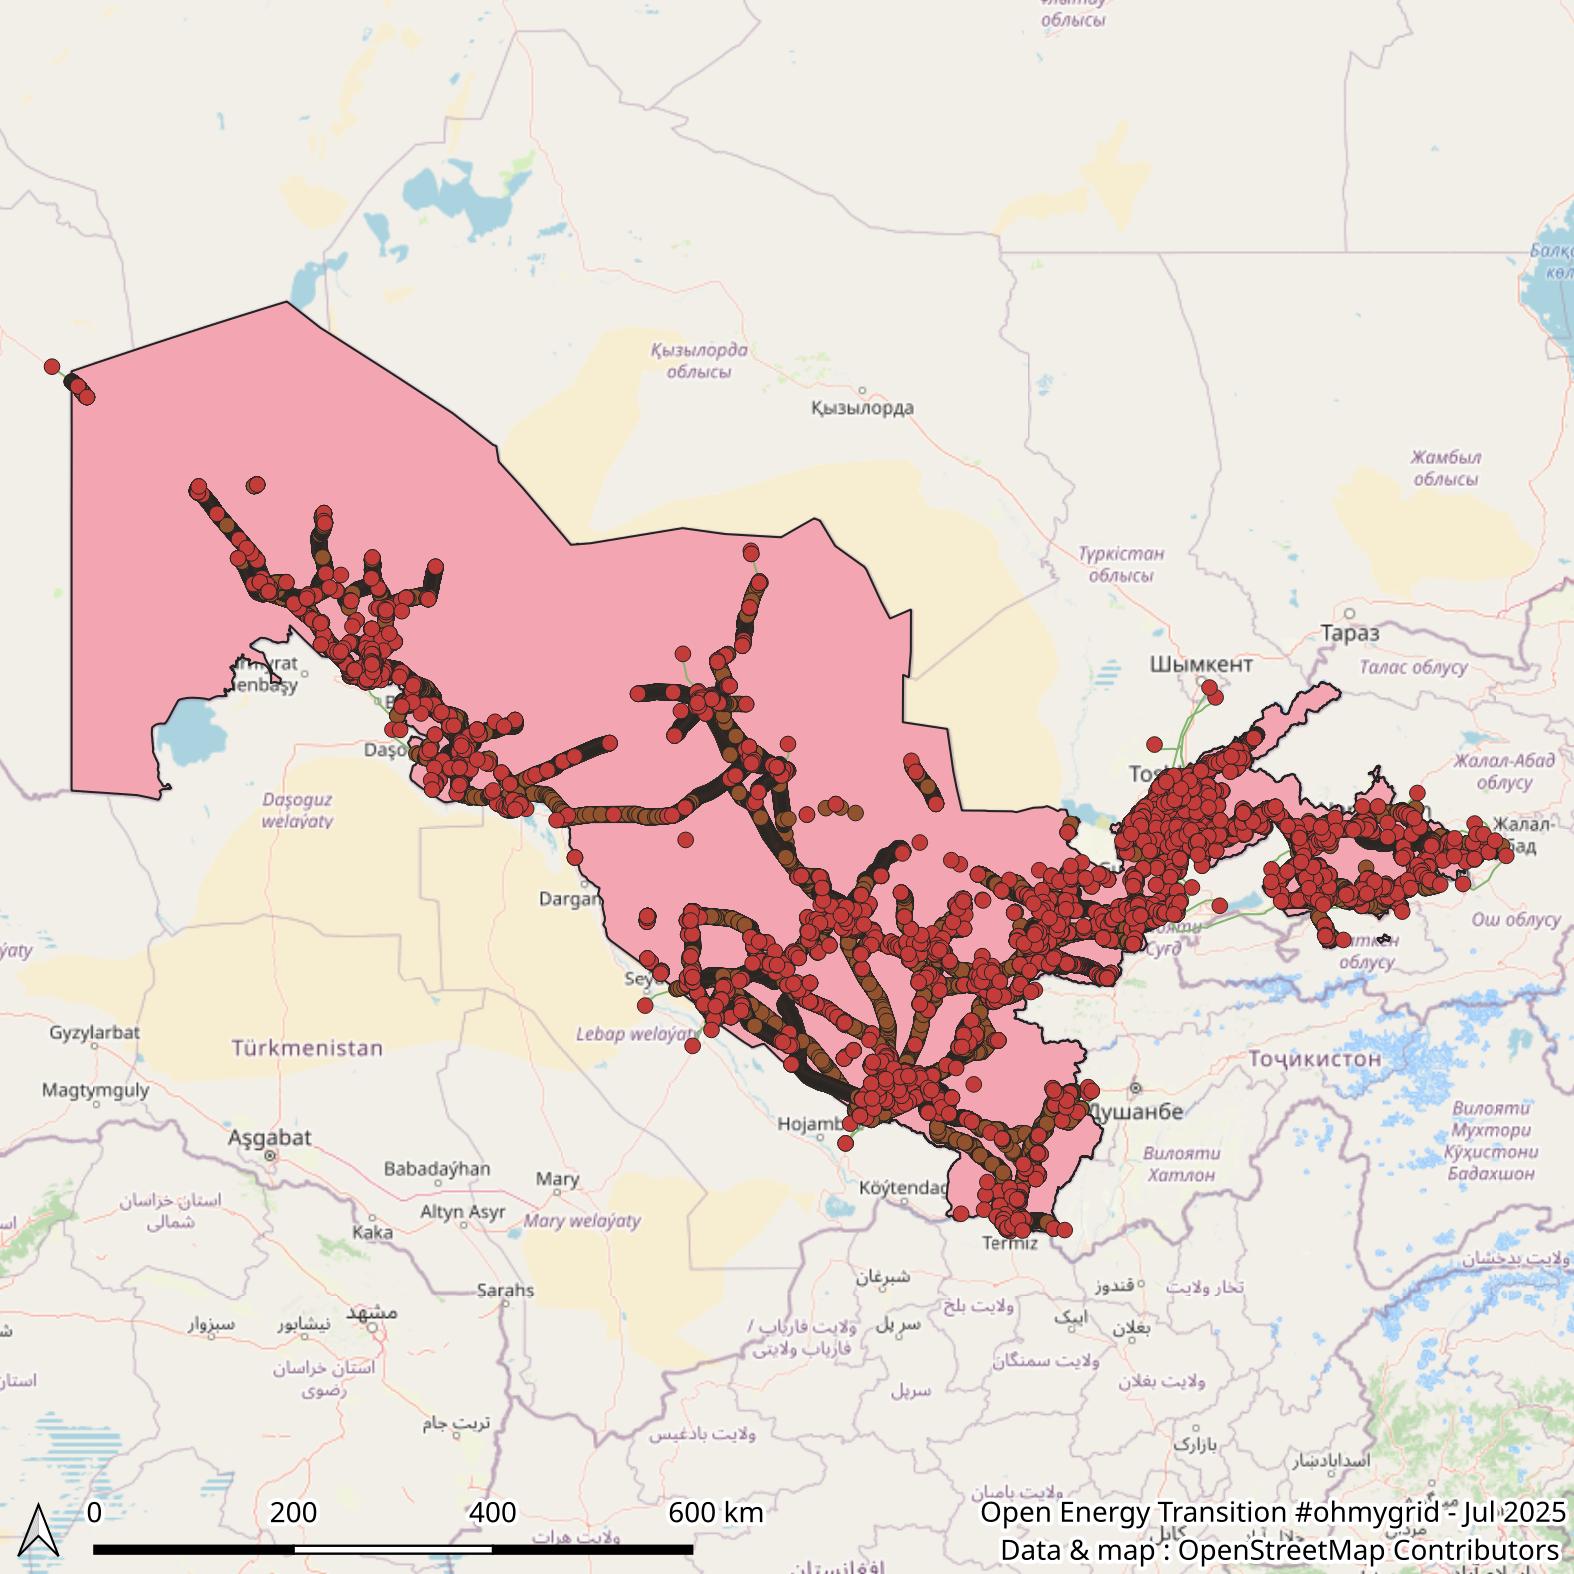 облысы
Балқ
көл
Қызылорда
облысы
Қызылорда
Жамбыл
облысы
Түркістан
облысы
Тараз
Шымкент
Талас облусу
Жалал-Абад
облусу
Жалал-
Daşoguz
welaýaty
Dargan
Ош облусу
облусу
Lebap welaýaty
Gyzylarbat
Türkmenistan
Тоҷикистон
Magtymguly
Душанбе
Вилояти
Мухтори
Кӯҳистони
Бадахшон
Aşgabat
Hojamb
Babadaýhan
Mary
Вилояти
Хатлон
استان خراسان
شمالی
Köýtendag
Altyn Asyr
Mary welaýaty
Kaka
Termiz
ولایت بدخشان
شبرغان
قندوز
تخار ولایت
Sarahs
ولایت بلخ
مشهد
نیشابور
سبزوار
ایبک
سرپل
بغلان
ولایت فاریاب /
فاریاب ولایتی
استان خراسان
رضوی
ولایت سمنگان
ولایت بغلان
سرپل
تربت جام
ولایت بادغیس
بازارک
اسدابادښار
ولایت بامیان
0 200 400 600 km
Open Energy Transition #ohmygrid - Jul 2025
ولایت هرات
Data & map : OpenStreetMap Contributors
افغانستان